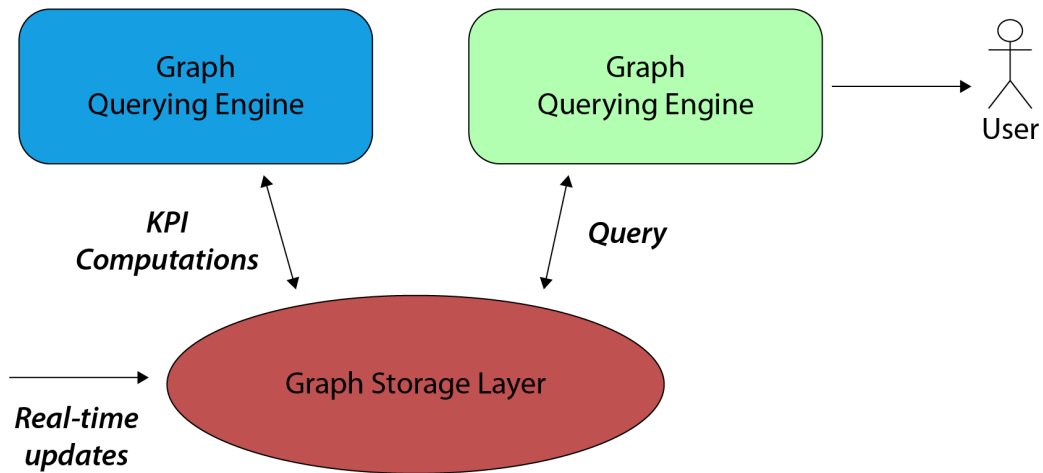 Graph
Querying Engine
Graph
Querying Engine
User
KPI
Computations
Query
Graph Storage Layer
Real-time
updates